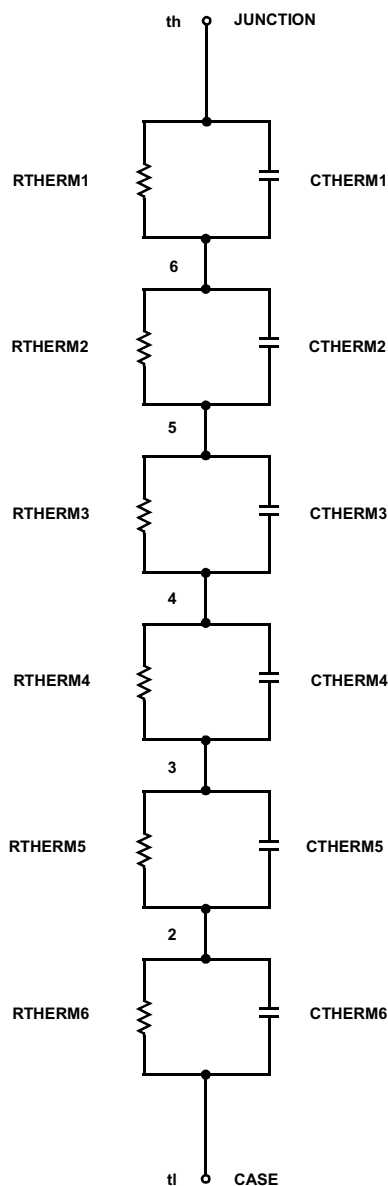 th JUNCTION
RTHERM1 CTHERM1
6
RTHERM2 CTHERM2
5
RTHERM3 CTHERM3
4
RTHERM4 CTHERM4
3
RTHERM5 CTHERM5
2
RTHERM6 CTHERM6
tl CASE